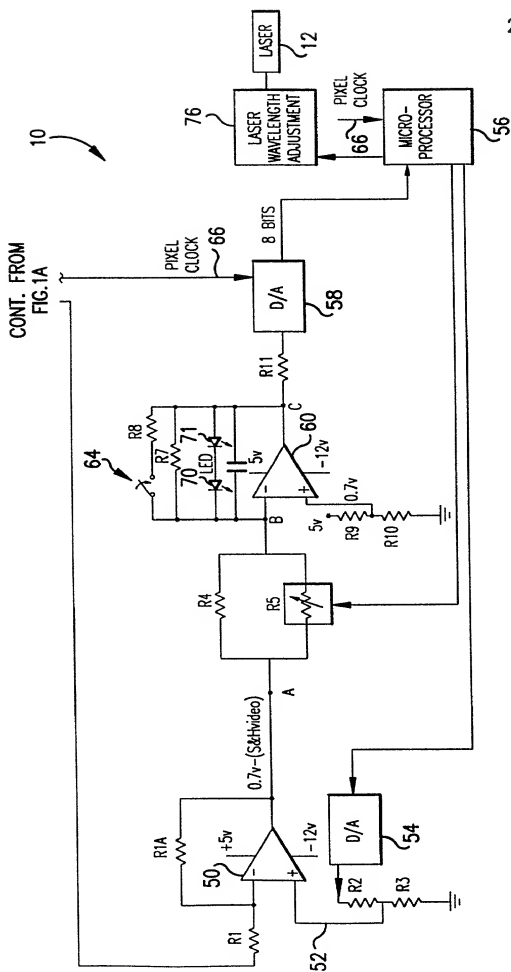 CONT. FROM
FIG.1A
10
76
LASER
WAVELENGTH
ADJUSTMENT
LASER
12
PIXEL
CLOCK
66
PIXEL
CLOCK
66
MICRO-
PROCESSOR
56
8 BITS
D/A
58
R11
64
R8
R7
70
LED
71
5v
C
60
-12v
B
0.7v
5v
R9
R10
R4
R5
A
0.7v-(S&Hvideo)
R1A
+5v
50
-12v
R1
52
D/A
54
R2
R3